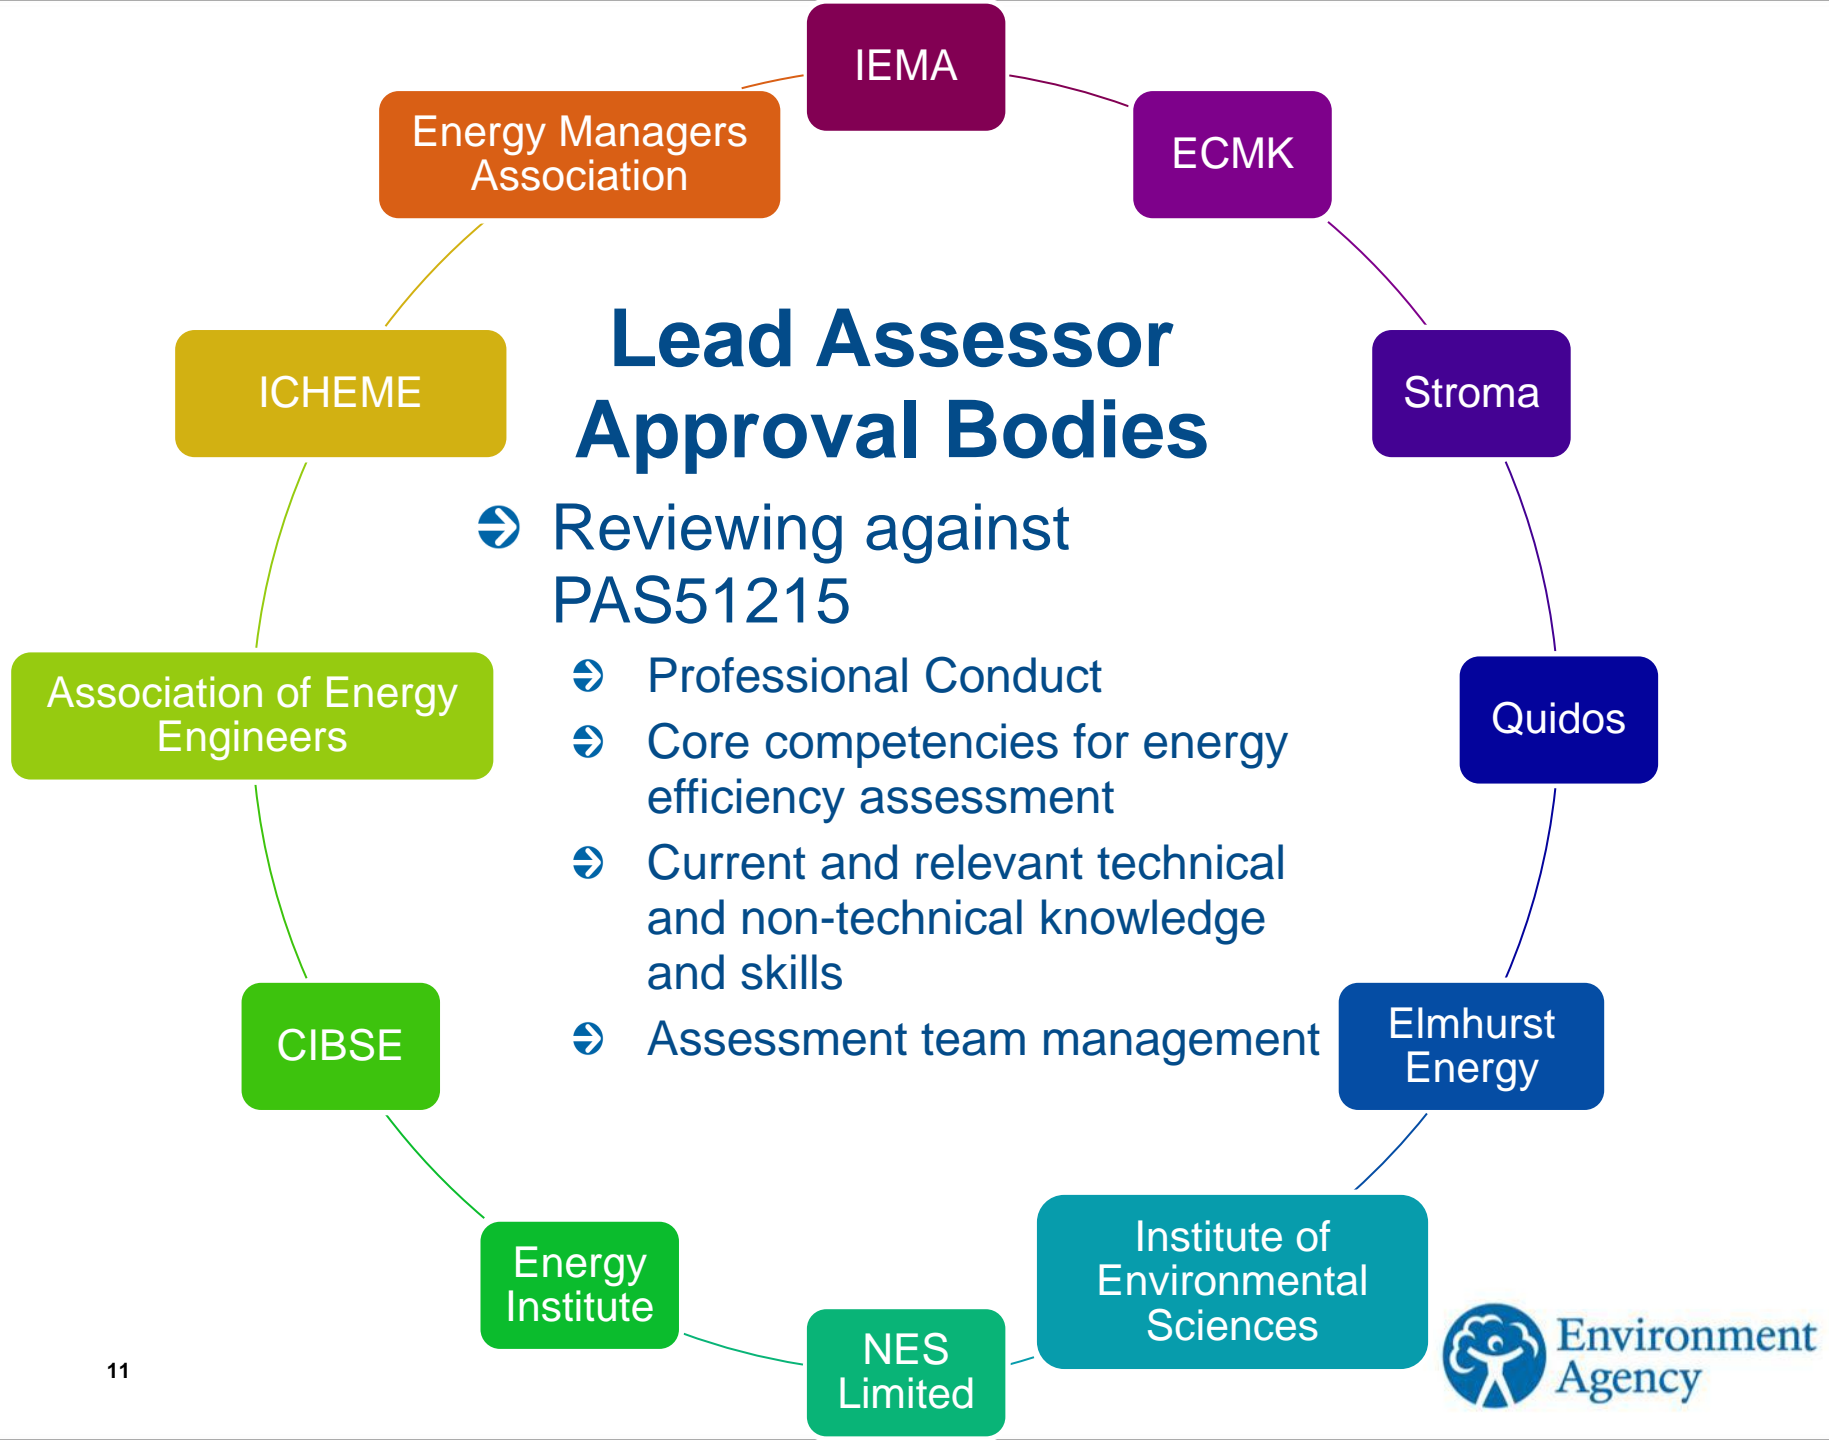 IEMA
ECMK
Stroma
Quidos
Elmhurst
Energy
Institute of
Environmental
Sciences
NES
Limited
Energy
Institute
CIBSE
Association of Energy
Engineers
ICHEME
Energy Managers
Association
Lead Assessor
Approval Bodies
Reviewing against
PAS51215
Professional Conduct
Core competencies for energy
efficiency assessment
Current and relevant technical
and non-technical knowledge
and skills
Assessment team management
11
Environment
Agency